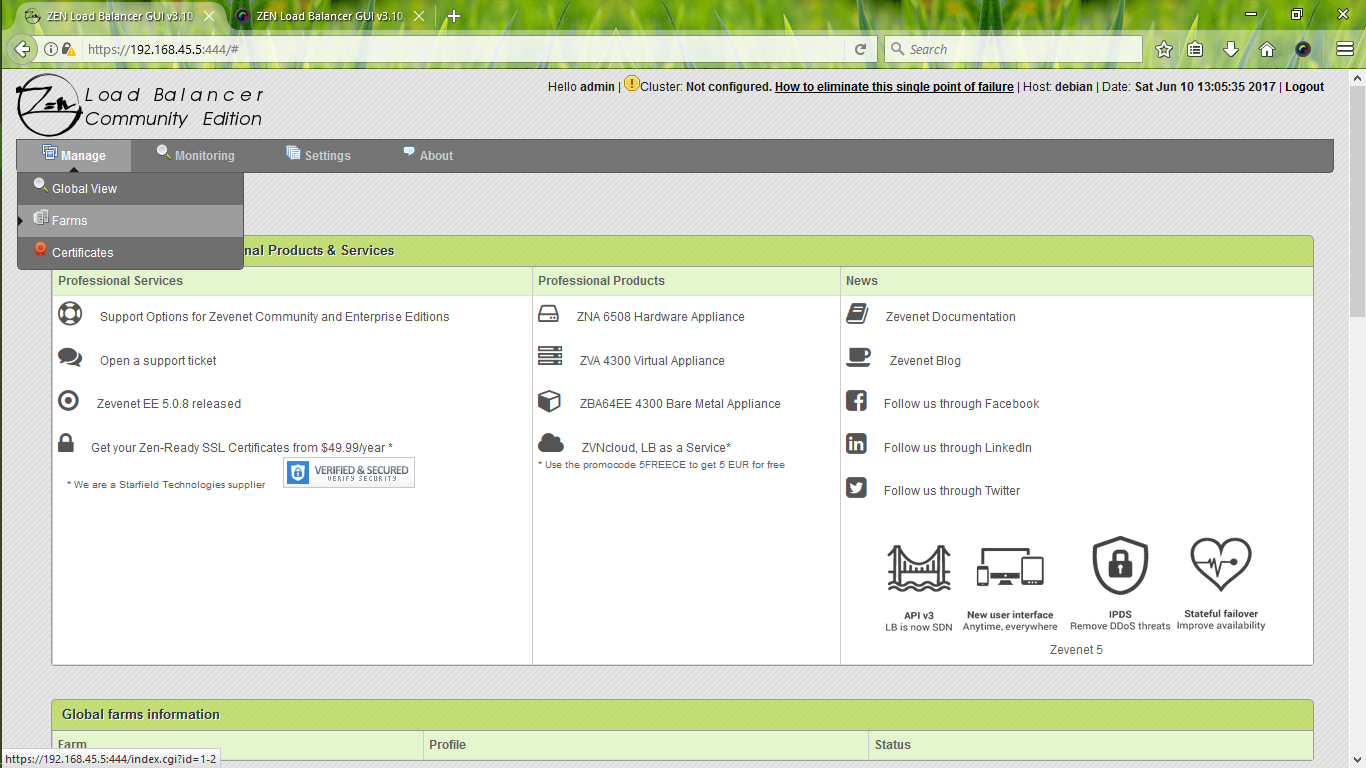 ZEN Load Balancer GUI v3.10
ZEN Load Balancer GUI v3.10
https://192.168.45.5:444/#
Search
Zen Load Balancer
Community Edition
Hello admin | Cluster: Not configured. How to eliminate this single point of failure | Host: debian | Date: Sat Jun 10 13:05:35 2017 | Logout
Manage Monitoring Settings About
Global View
Farms
Certificates
nal Products & Services
Professional Services Professional Products News
Support Options for Zevenet Community and Enterprise Editions
Open a support ticket
Zevenet EE 5.0.8 released
Get your Zen-Ready SSL Certificates from $49.99/year *
* We are a Starfield Technologies supplier
VERIFIED & SECURED
VERIFY SECURITY
ZNA 6508 Hardware Appliance
ZVA 4300 Virtual Appliance
ZBA64EE 4300 Bare Metal Appliance
ZVNcloud, LB as a Service*
* Use the promocode 5FREECE to get 5 EUR for free
Zevenet Documentation
Zevenet Blog
Follow us through Facebook
Follow us through LinkedIn
Follow us through Twitter
API v3 New user interface IPDS Stateful failover
LB is now SDN Anytime, everywhere Remove DDoS threats Improve availability
Zevenet 5
Global farms information
Farm Profile Status
https://192.168.45.5:444/index.cgi?id=1-2